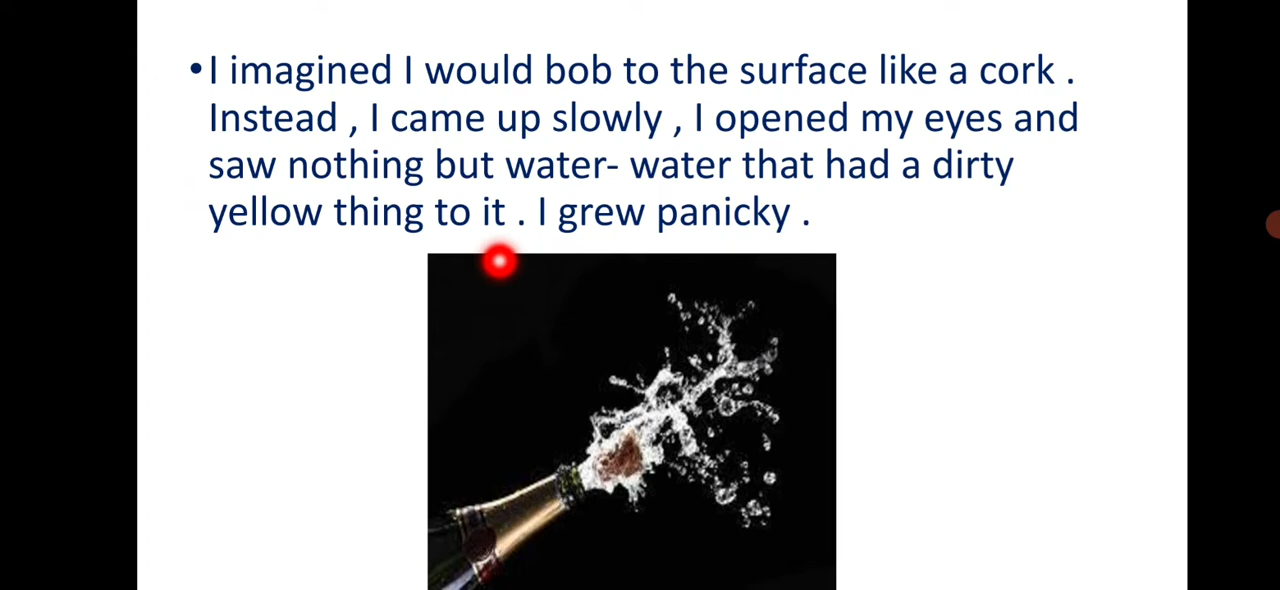 •I imagined I would bob to the surface like a cork .
Instead , I came up slowly , I opened my eyes and
saw nothing but water- water that had a dirty
yellow thing to it . I grew panicky .